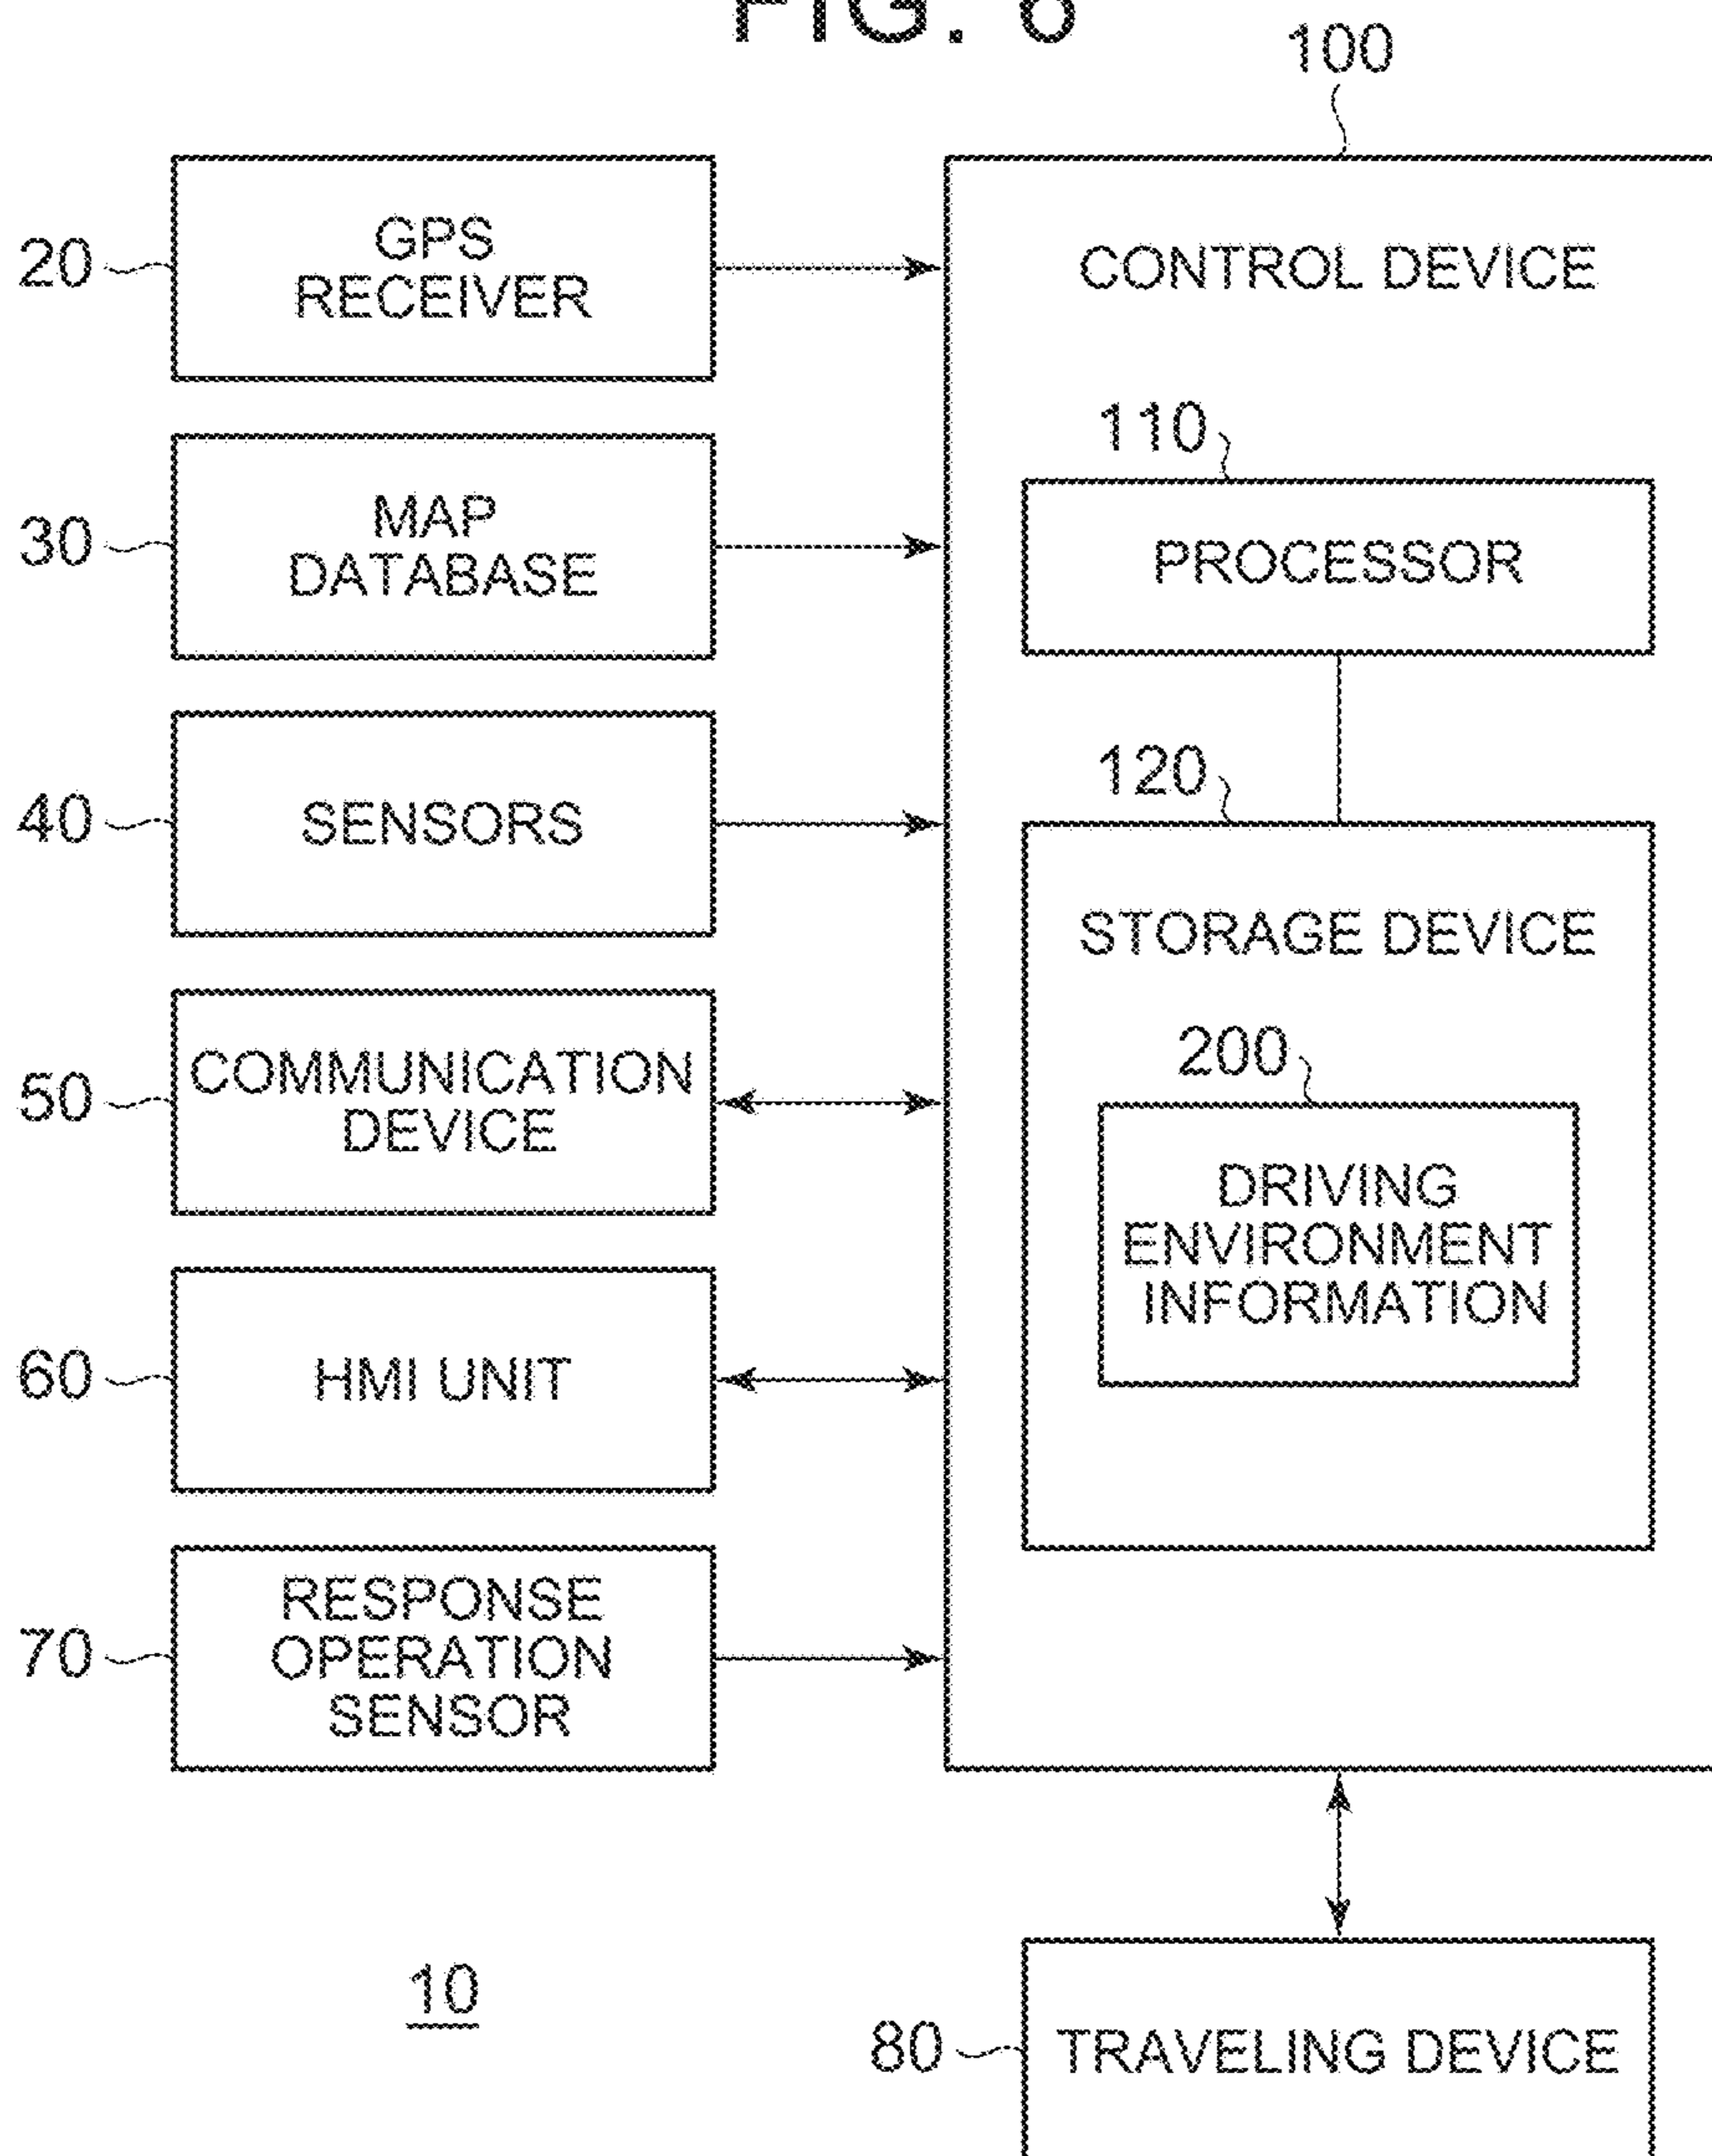 FIG. 6
100
20
GPS
RECEIVER
CONTROL DEVICE
110
30
MAP
DATABASE
PROCESSOR
40
SENSORS
120
STORAGE DEVICE
50
COMMUNICATION
DEVICE
200
DRIVING
ENVIRONMENT
INFORMATION
60
HMI UNIT
70
RESPONSE
OPERATION
SENSOR
10
80
TRAVELING DEVICE